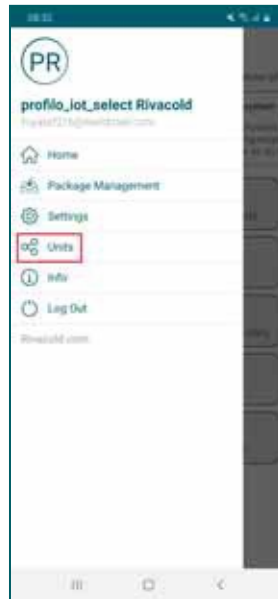 PR
profilo_iot_select Rivacold
Home
Package Management
Settings
Units
Info
Log Out
Rivacold.com